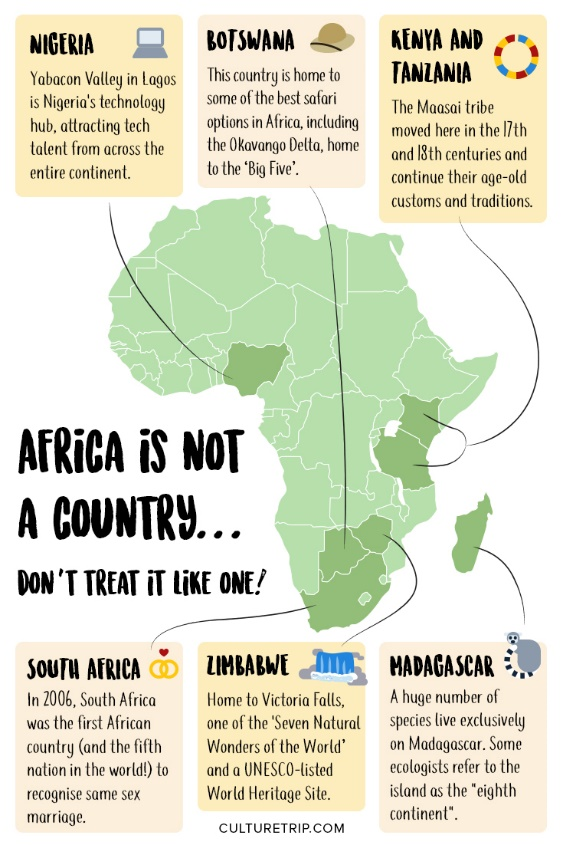 NIGERIA
Yabacon Valley in Lagos
is Nigeria's technology
hub, attracting tech
talent from across the
entire continent.
BOTSWANA
This country is home to
some of the best safari
options in Africa, including
the Okavango Delta, home
to the 'Big Five'.
KENYA AND
TANZANIA
The Maasai tribe
moved here in the 17th
and 18th centuries and
continue their age-old
customs and traditions.
AFRICA IS NOT
A COUNTRY...
DON'T TREAT IT LIKE ONE!
SOUTH AFRICA
In 2006, South Africa
was the first African
country (and the fifth
nation in the world!) to
recognise same sex
marriage.
ZIMBABWE
Home to Victoria Falls,
one of the 'Seven Natural
Wonders of the World'
and a UNESCO-listed
World Heritage Site.
MADAGASCAR
A huge number of
species live exclusively
on Madagascar. Some
ecologists refer to the
island as the "eighth
continent".
CULTURETRIP.COM